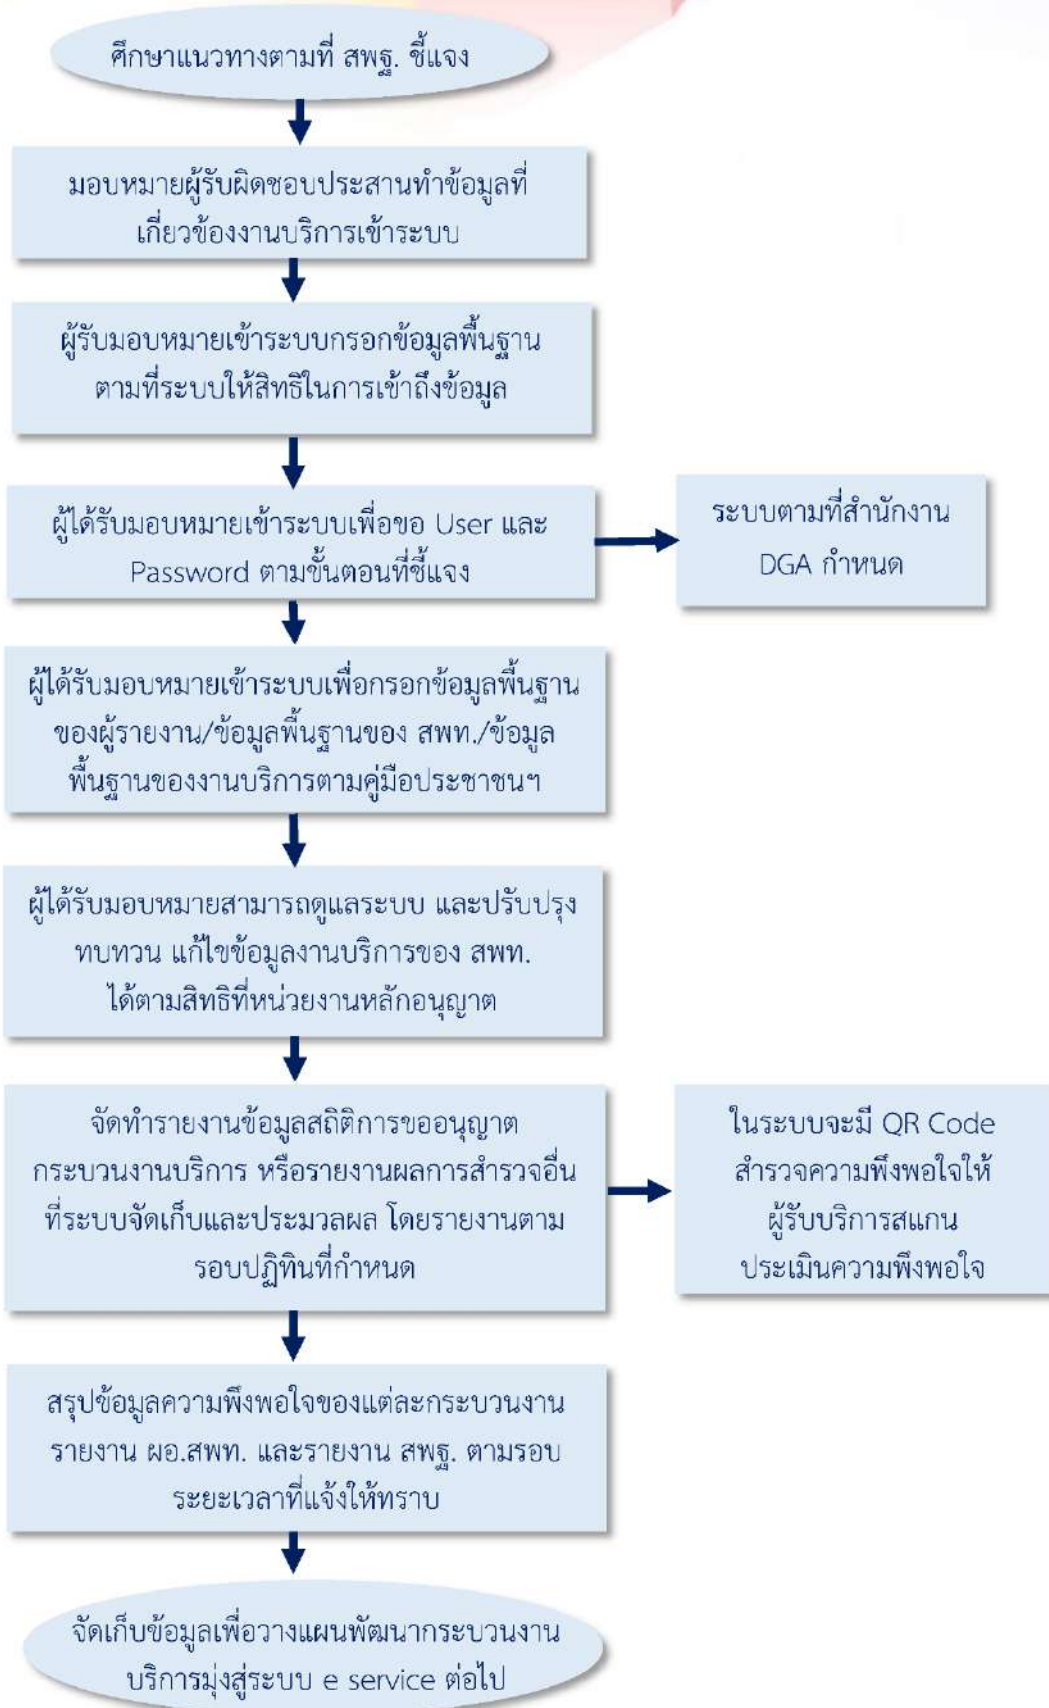 ศึกษาแนวทางตามที่ สพฐ. ชี้แจง
มอบหมายผู้รับผิดชอบประสานทำข้อมูลที่
เกี่ยวข้องงานบริการเข้าระบบ
ผู้รับมอบหมายเข้าระบบกรอกข้อมูลพื้นฐาน
ตามที่ระบบให้สิทธิในการเข้าถึงข้อมูล
ผู้ได้รับมอบหมายเข้าระบบเพื่อขอ User และ
Password ตามขั้นตอนที่ชี้แจง
ระบบตามที่สำนักงาน
DGA กำหนด
ผู้ได้รับมอบหมายเข้าระบบเพื่อกรอกข้อมูลพื้นฐาน
ของผู้รายงาน/ข้อมูลพื้นฐานของ สพท./ข้อมูล
พื้นฐานของงานบริการตามคู่มือประชาชนฯ
ผู้ได้รับมอบหมายสามารถดูแลระบบ และปรับปรุง
ทบทวน แก้ไขข้อมูลงานบริการของ สพท.
ได้ตามสิทธิที่หน่วยงานหลักอนุญาต
จัดทำรายงานข้อมูลสถิติการขออนุญาต
กระบวนงานบริการ หรือรายงานผลการสำรวจอื่น
ที่ระบบจัดเก็บและประมวลผล โดยรายงานตาม
รอบปฏิทินที่กำหนด
ในระบบจะมี QR Code
สำรวจความพึงพอใจให้
ผู้รับบริการสแกน
ประเมินความพึงพอใจ
สรุปข้อมูลความพึงพอใจของแต่ละกระบวนงาน
รายงาน ผอ.สพท. และรายงาน สพฐ. ตามรอบ
ระยะเวลาที่แจ้งให้ทราบ
จัดเก็บข้อมูลเพื่อวางแผนพัฒนากระบวนงาน
บริการมุ่งสู่ระบบ e service ต่อไป